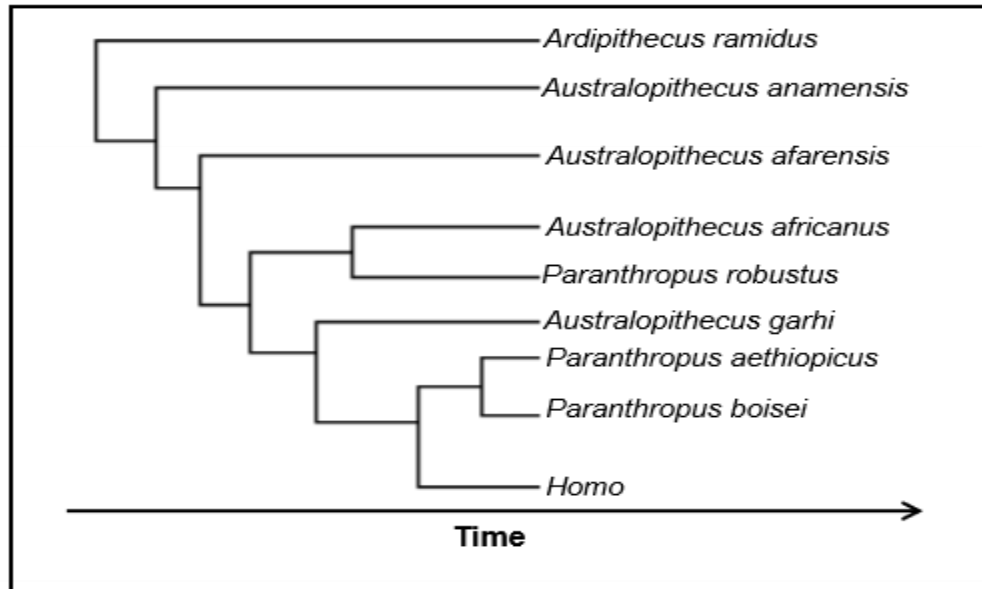 Ardipithecus ramidus
Australopithecus anamensis
Australopithecus afarensis
Australopithecus africanus
Paranthropus robustus
Australopithecus garhi
Paranthropus aethiopicus
Paranthropus boisei
Homo
Time